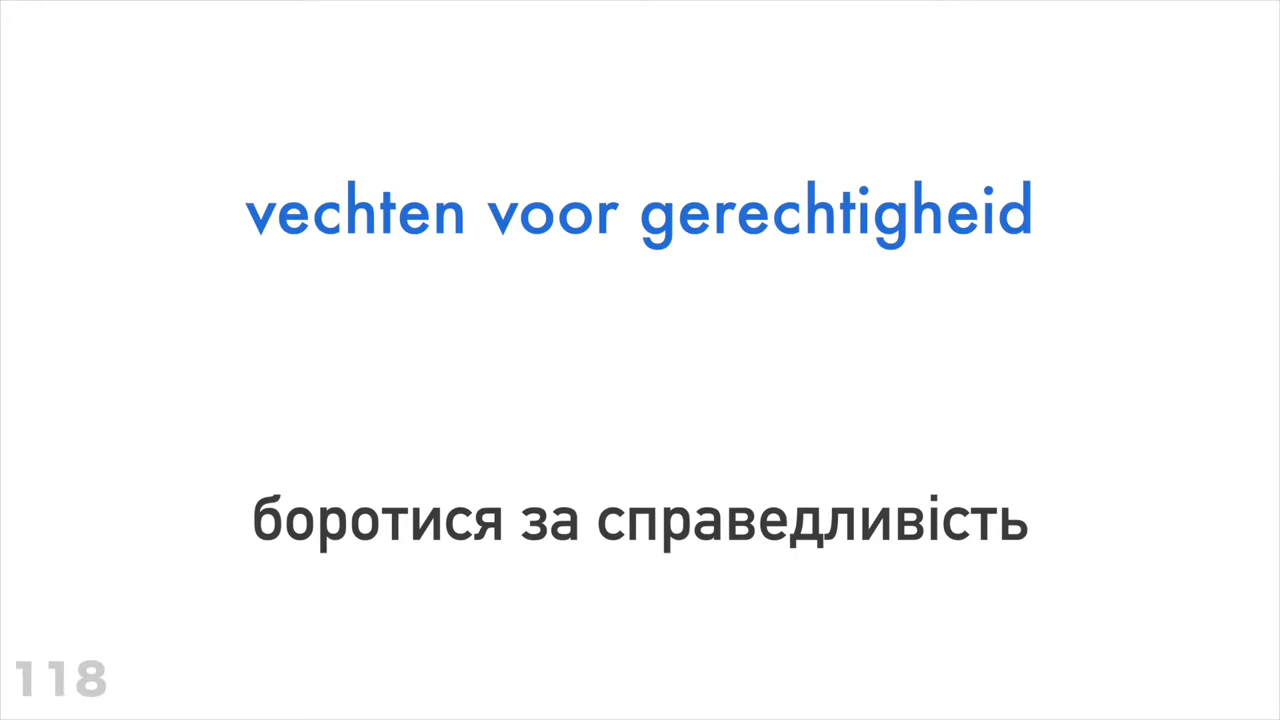 vechten voor gerechtigheid
боротися за справедливість
118